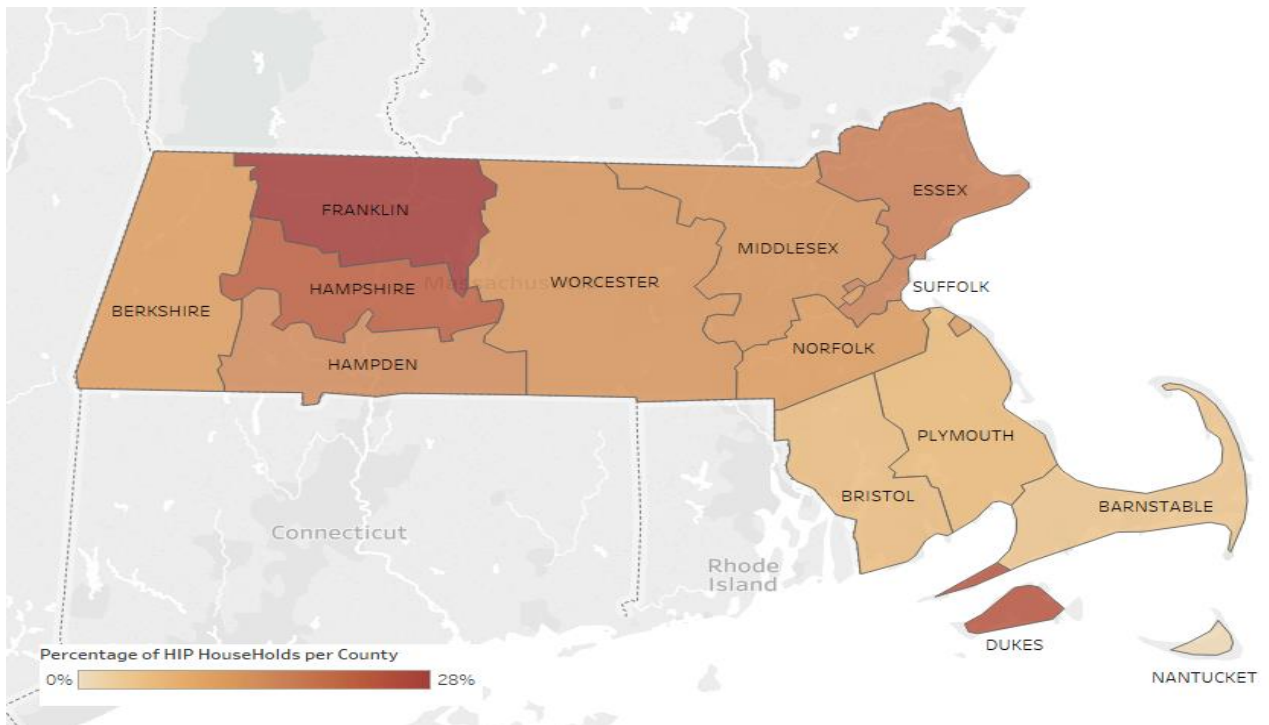 ESSEX
FRANKLIN
MIDDLESEX
Massachusetts
WORCESTER
HAMPSHIRE
SUFFOLK
BERKSHIRE
NORFOLK
HAMPDEN
PLYMOUTH
BRISTOL
BARNSTABLE
Connecticut
Rhode
Island
DUKES
NANTUCKET
Percentage of HIP HouseHolds per County
0% 28%